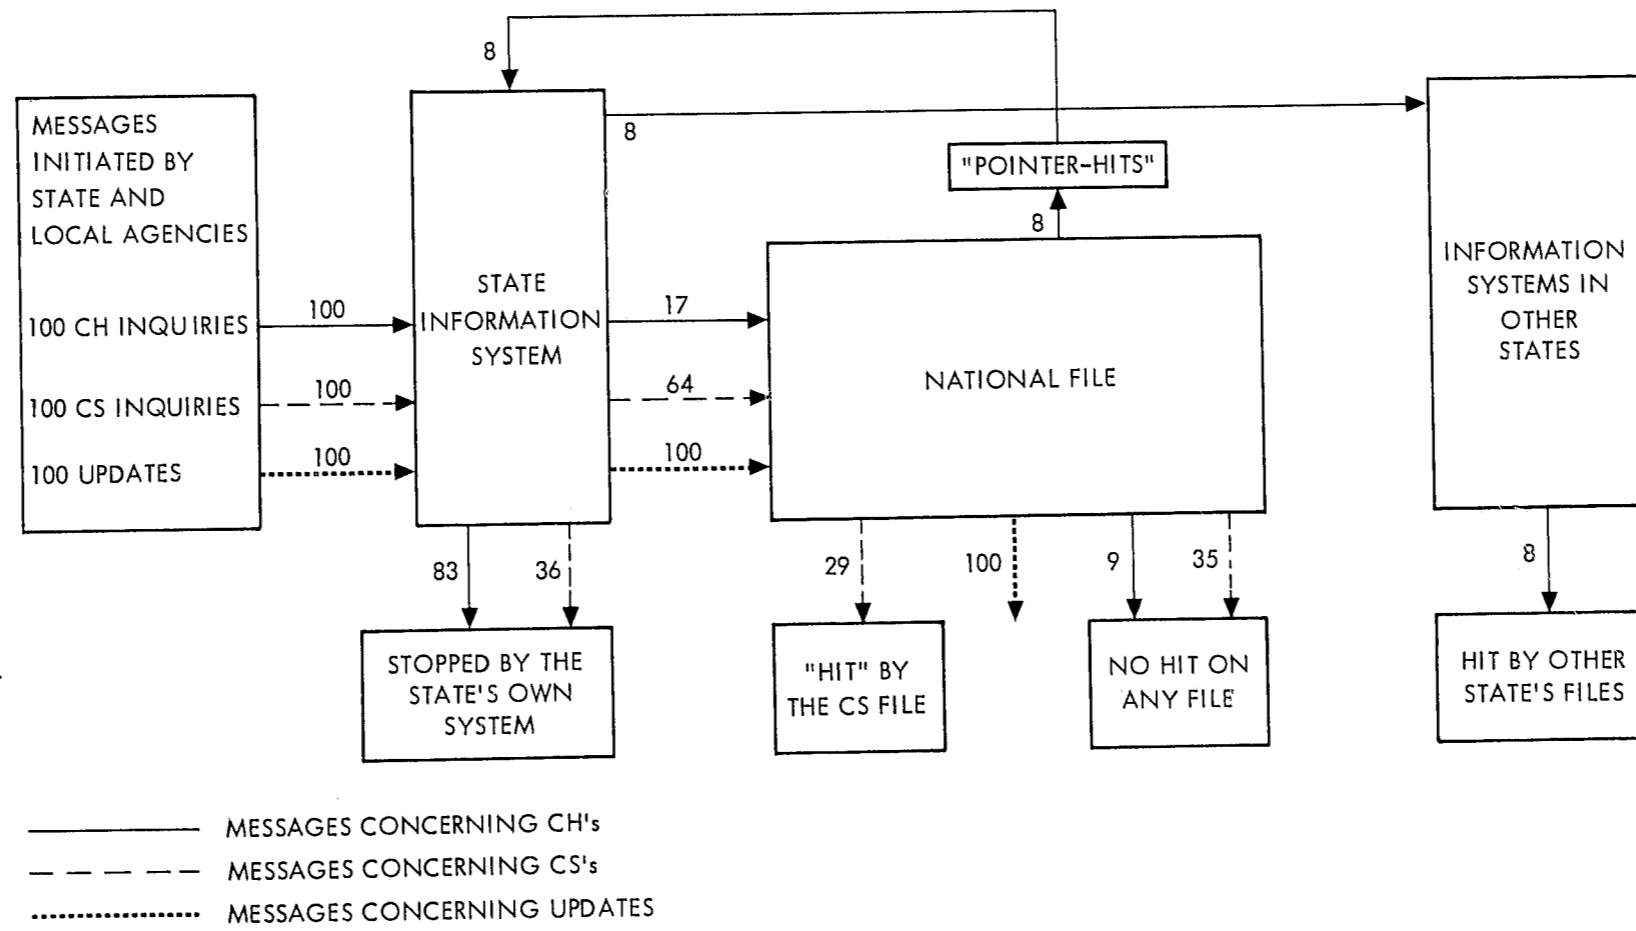 8
8
MESSAGES
INITIATED BY
STATE AND
LOCAL AGENCIES
100 CH INQUIRIES
100 CS INQUIRIES
100 UPDATES
100
100
100
STATE
INFORMATION
SYSTEM
17
64
100
"POINTER-HITS"
8
NATIONAL FILE
INFORMATION
SYSTEMS IN
OTHER
STATES
83
36
29
100
9
35
8
STOPPED BY THE
STATE'S OWN
SYSTEM
"HIT" BY
THE CS FILE
NO HIT ON
ANY FILE
HIT BY OTHER
STATE'S FILES
MESSAGES CONCERNING CH's
MESSAGES CONCERNING CS's
MESSAGES CONCERNING UPDATES